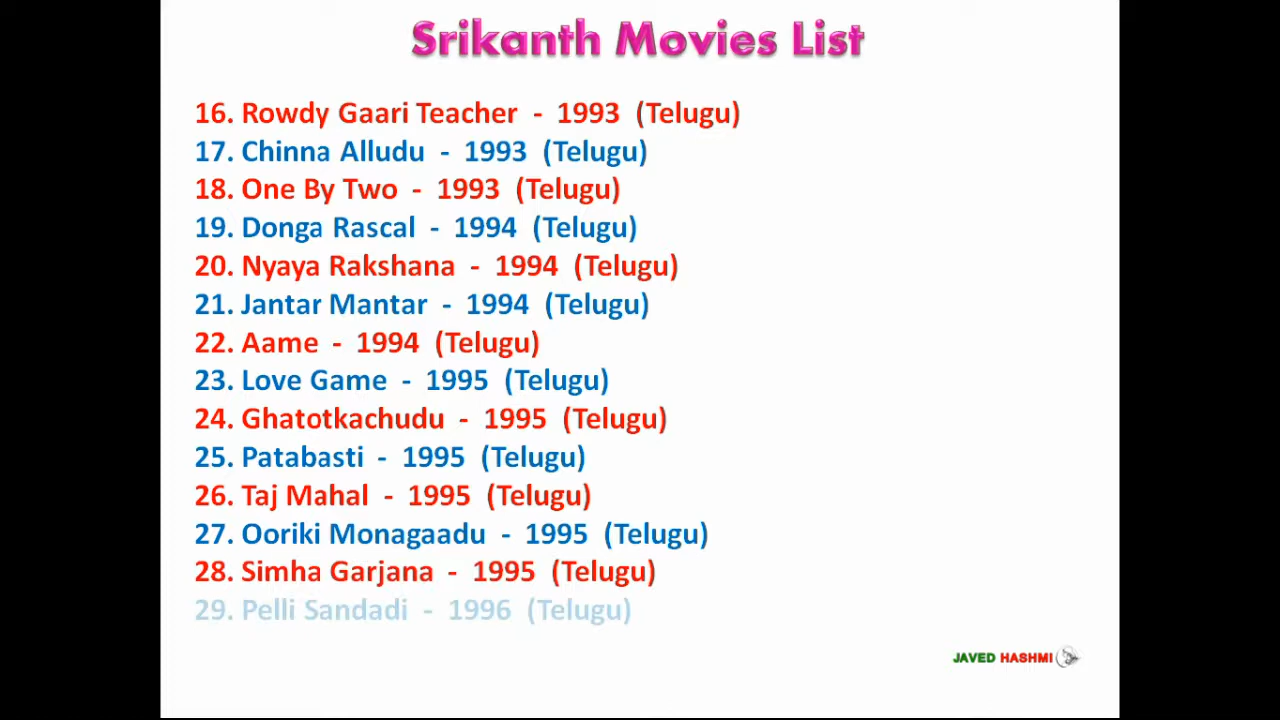 Srikanth Movies List
16. Rowdy Gaari Teacher - 1993 (Telugu)
17. Chinna Alludu - 1993 (Telugu)
18. One By Two - 1993 (Telugu)
19. Donga Rascal - 1994 (Telugu)
20. Nyaya Rakshana - 1994 (Telugu)
21. Jantar Mantar - 1994 (Telugu)
22. Aame - 1994 (Telugu)
23. Love Game - 1995 (Telugu)
24. Ghatotkachudu - 1995 (Telugu)
25. Patabasti - 1995 (Telugu)
26. Taj Mahal - 1995 (Telugu)
27. Ooriki Monagaadu - 1995 (Telugu)
28. Simha Garjana - 1995 (Telugu)
29. Pelli Sandadi - 1996 (Telugu)
JAVED HASHMI